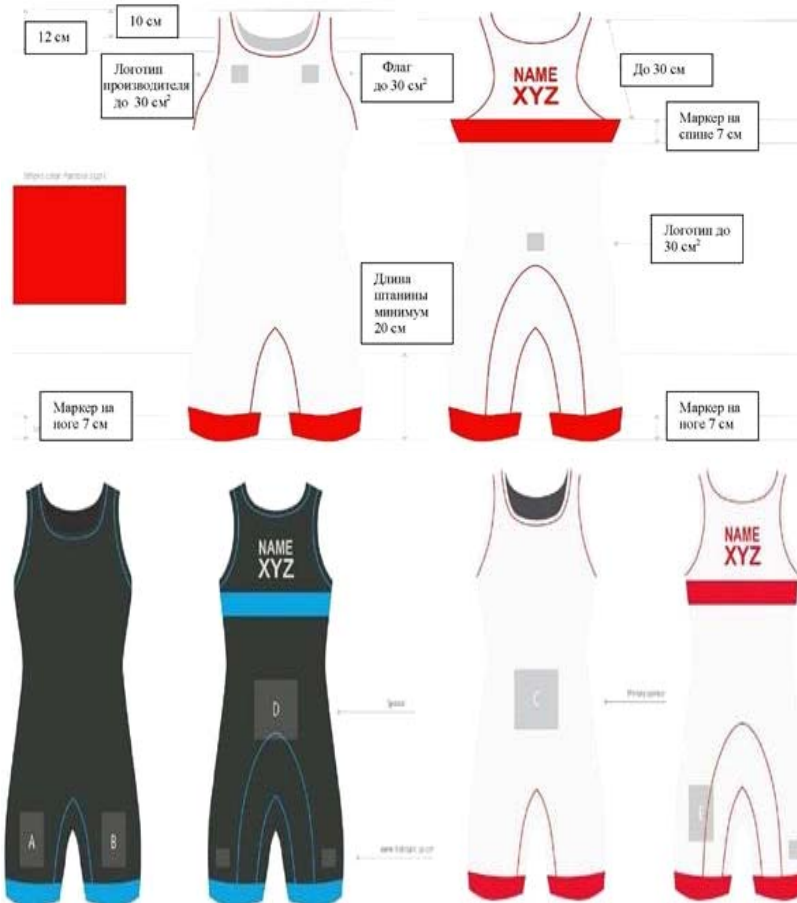 10 см
12 см
Логотип
производителя
до 30 см²
Флаг
до 30 см²
NAME
XYZ
До 30 см
Маркер на
спине 7 см
Логотип до
30 см²
Длина
штанины
минимум
20 см
Маркер на
ноге 7 см
Маркер на
ноге 7 см
NAME
XYZ
NAME
XYZ
D
C
A
B
E